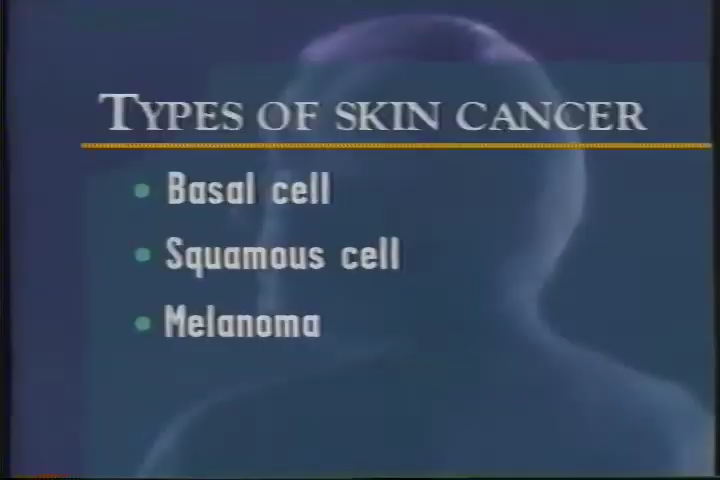 TYPES OF SKIN CANCER
• Basal cell
• Squamous cell
• Melanoma